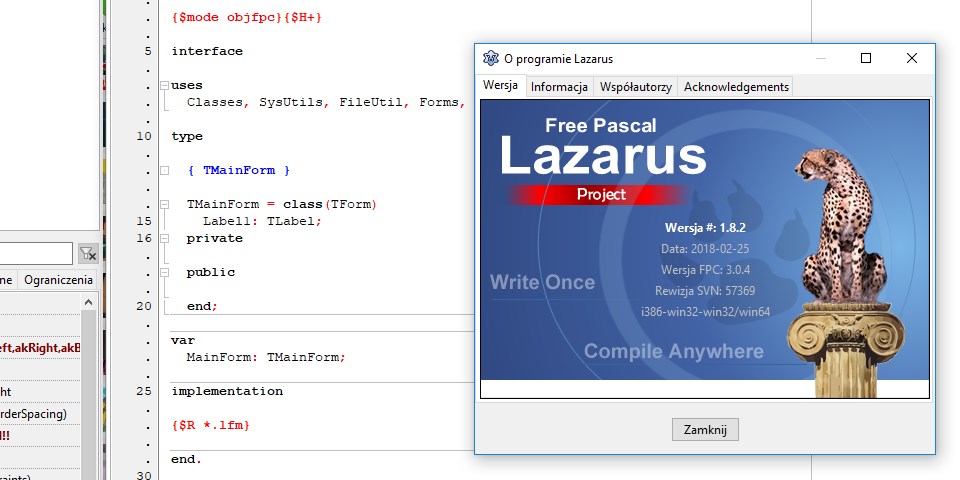 {$mode objfpc}{$H+}
5 interface
uses
Classes, SysUtils, FileUtil, Forms,
10 type
{ TMainForm }
TMainForm = class(TForm)
15 Label1: TLabel;
16 private
public
20 end;
var
MainForm: TMainForm;
25 implementation
{$R *.lfm}
end.
30
ne Ograniczenia
eft,akRight,akB
ht
rderSpacing)
!!
raints)
O programie Lazarus
Wersja Informacja Współautorzy Acknowledgements
Free Pascal
Lazarus
Project
Wersja #: 1.8.2
Data: 2018-02-25
Wersja FPC: 3.0.4
Rewizja SVN: 57369
i386-win32-win32/win64
Write Once
Compile Anywhere
Zamknij